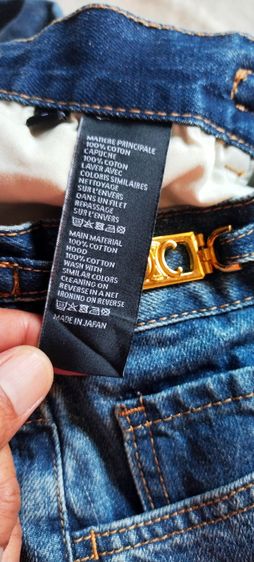 MATIERE PRINCIPALE
100% COTON
CAPUCHE
100% COTON
LAVER AVEC
COLORIS SIMILAIRES
NETTOYAGE
SUR L'ENVERS
DANS UN FILET
REPASSAGE
SUR L'ENVERS
MAIN MATERIAL
100% COTTON
HOOD
100% COTTON
WASH WITH
SIMILAR COLORS
CLEANING ON
REVERSE IN A NET
IRONING ON REVERSE
MADE IN JAPAN